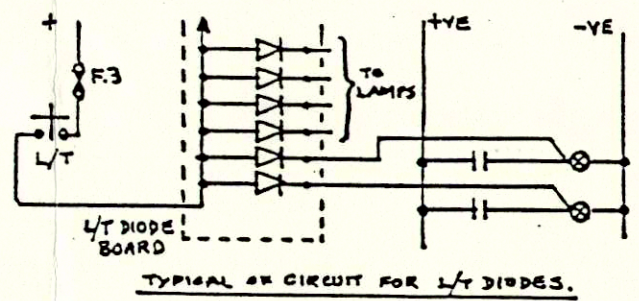 +
F.3
L/T
L/T DIODE
BOARD
TO
LAMPS
+VE
-VE
TYPICAL OF CIRCUIT FOR L/T DIODES.